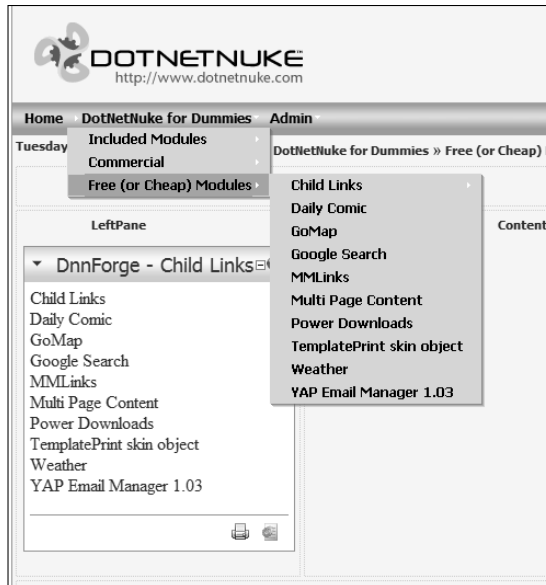 DOTNETNUKE
http://www.dotnetnuke.com
Home DotNetNuke for Dummies Admin
Tuesday
DotNetNuke for Dummies » Free (or Cheap)
Included Modules
Commercial
Free (or Cheap) Modules
Child Links
Daily Comic
GoMap
Google Search
MMLinks
Multi Page Content
Power Downloads
TemplatePrint skin object
Weather
YAP Email Manager 1.03
LeftPane
Content
DnnForge - Child Links
Child Links
Daily Comic
GoMap
Google Search
MMLinks
Multi Page Content
Power Downloads
TemplatePrint skin object
Weather
YAP Email Manager 1.03